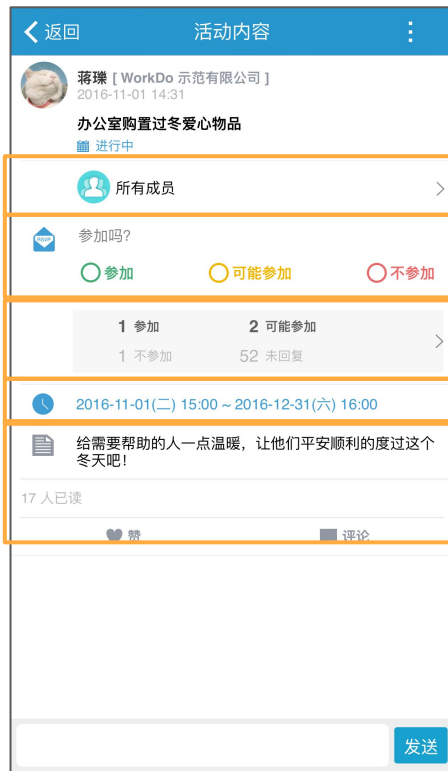 返回
活动内容
蒋瓅 [ WorkDo 示范有限公司 ]
2016-11-01 14:31
办公室购置过冬爱心物品
进行中
所有成员
RSVP
参加吗?
参加
可能参加
不参加
1 参加
2 可能参加
1 不参加
52 未回复
2016-11-01(二) 15:00 ~ 2016-12-31(六) 16:00
给需要帮助的人一点温暖，让他们平安顺利的度过这个
冬天吧！
17 人已读
赞
评论
发送